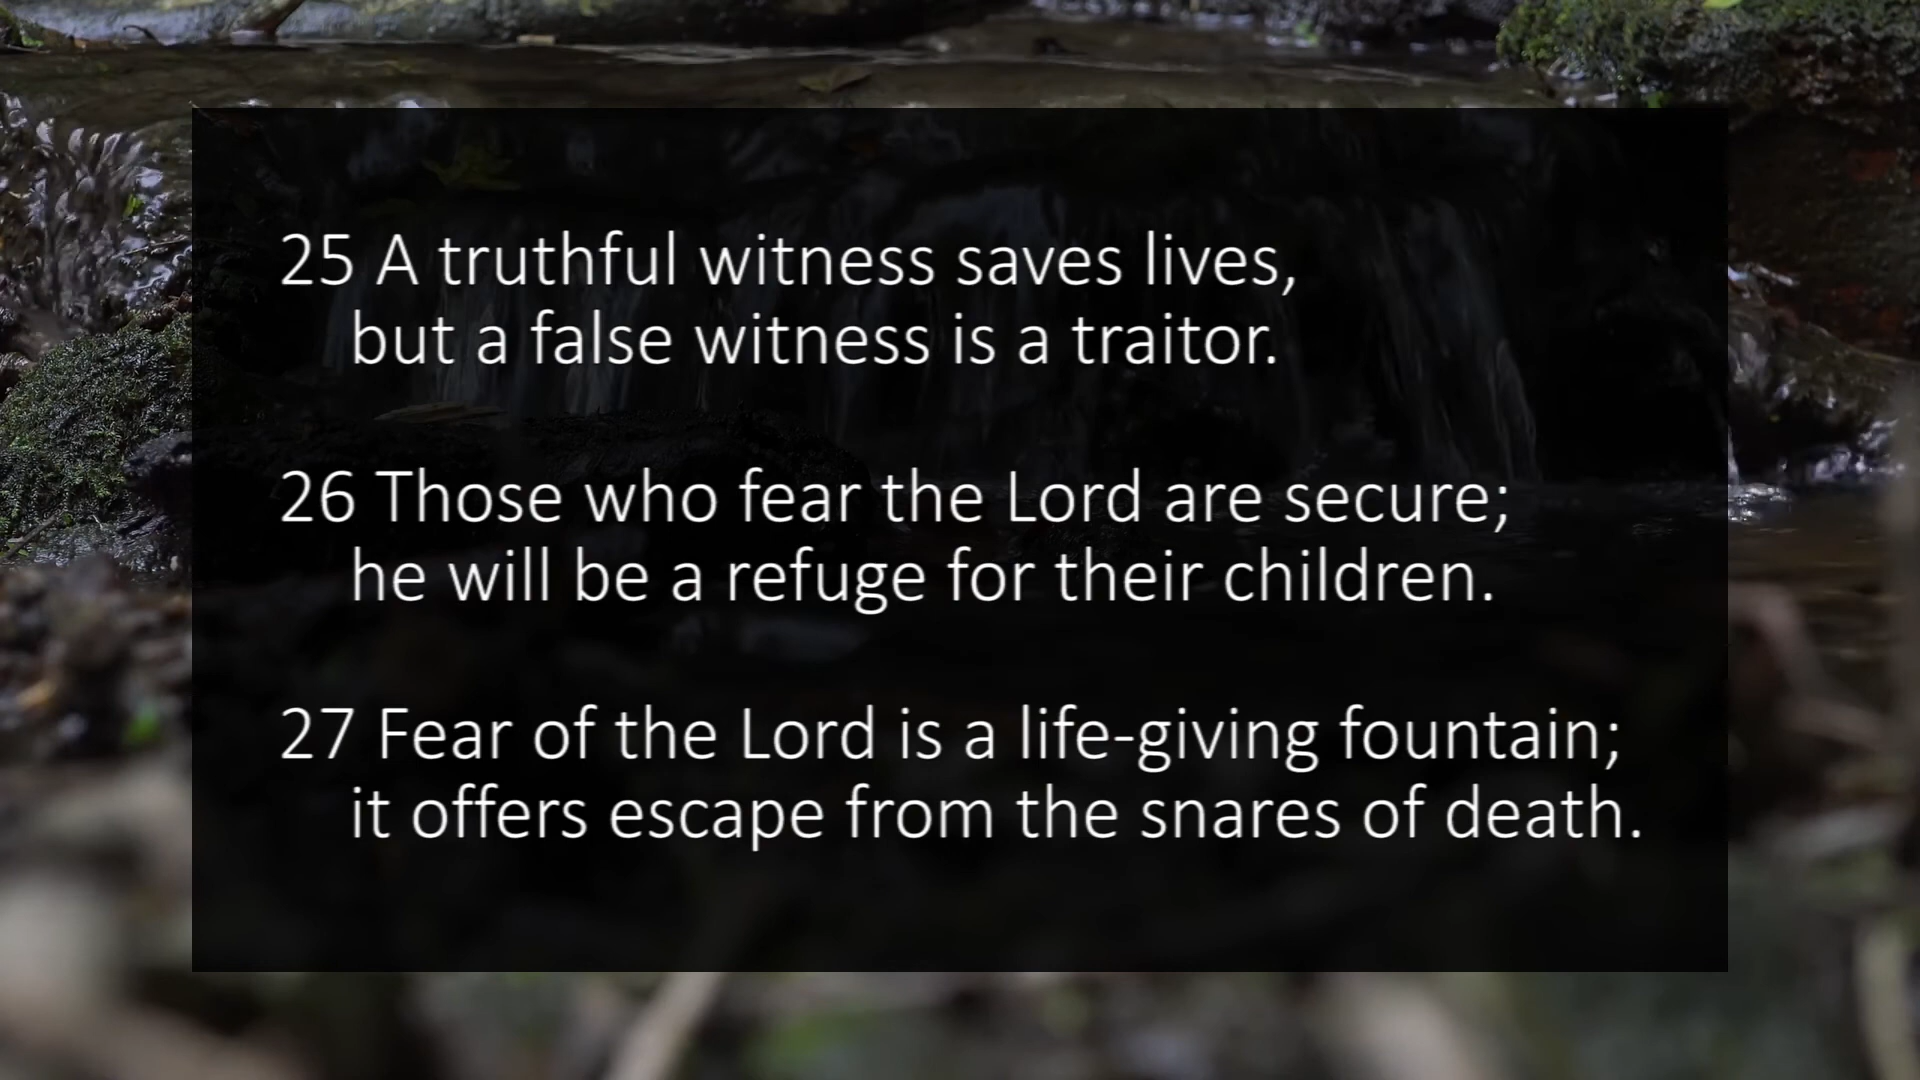 25 A truthful witness saves lives,
but a false witness is a traitor.
26 Those who fear the Lord are secure;
he will be a refuge for their children.
27 Fear of the Lord is a life-giving fountain;
it offers escape from the snares of death.